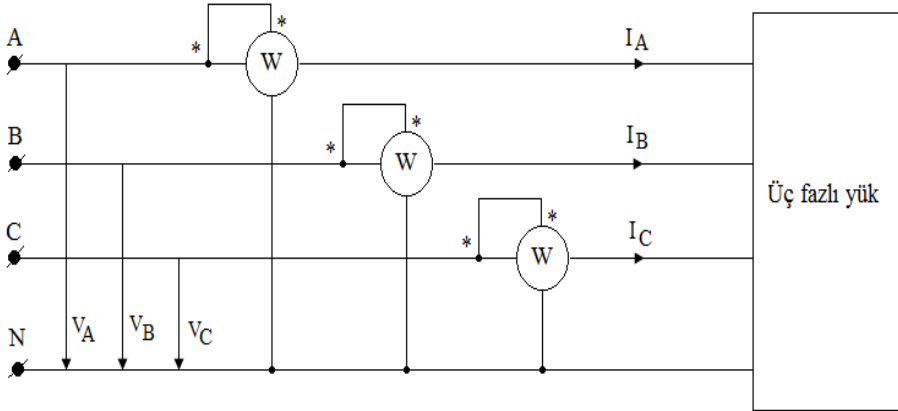 A
* *
W
I_A
B
* *
W
I_B
C
* *
W
I_C
Üç fazlı yük
N
V_A
V_B
V_C